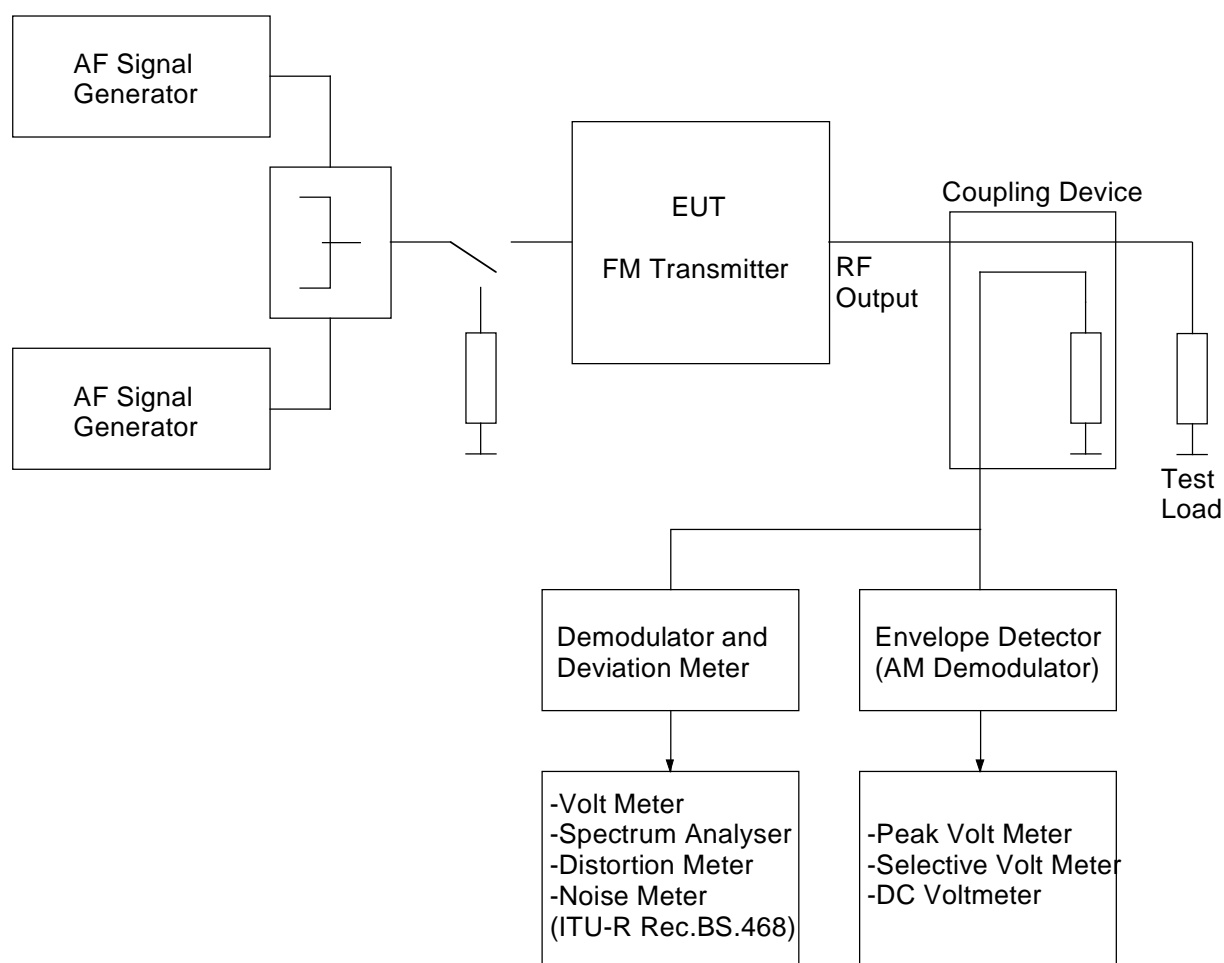 AF Signal
Generator
EUT
FM Transmitter
Coupling Device
RF
Output
AF Signal
Generator
Test
Load
Demodulator and
Deviation Meter
Envelope Detector
(AM Demodulator)
-Volt Meter
-Spectrum Analyser
-Distortion Meter
-Noise Meter
(ITU-R Rec.BS.468)
-Peak Volt Meter
-Selective Volt Meter
-DC Voltmeter